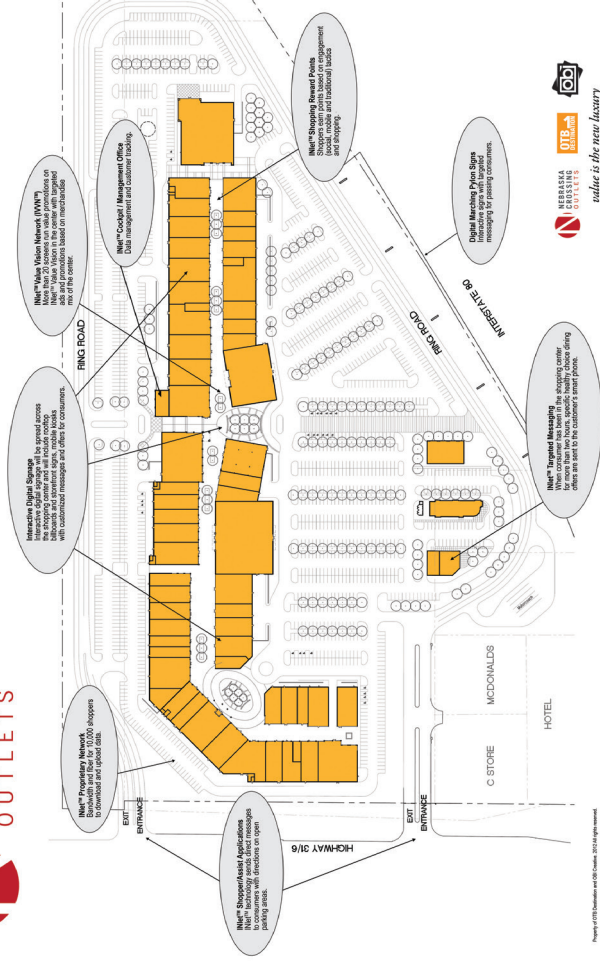 OUTLETS
INet™ Proprietary Network
Bandwidth and fiber for 10,000 shoppers
to download and upload data.
Interactive Digital Signage
Interactive digital signage will be spread across
the shopping center and will include rooftop
billboards and storefront signs, mobile kiosks
with customized messages and offers for consumers.
INet™ Value Vision Network (IVVN™)
More than 20 screens run value promotions on
INet™ Value Vision in the center with targeted
ads and promotions based on merchandise
mix of the center.
INet™ Cockpit / Management Office
Data management and customer tracking.
INet™ Shopping Reward Points
Shoppers earn points based on engagement
(social, mobile and traditional) tactics
and shopping.
RING ROAD
EXIT
ENTRANCE
INet™ Shopper/Assist Applications
INet™ technology sends direct messages
to consumers with directions on open
parking areas.
HIGHWAY 31/6
EXIT
ENTRANCE
C STORE
MCDONALDS
HOTEL
RING ROAD
INTERSTATE 80
Digital Marching Pylon Signs
Interactive signs with targeted
messaging for passing consumers.
INet™ Targeted Messaging
When consumer has been in the shopping center
for more than two hours, specific healthy choice dining
offers are sent to the customer's smart phone.
NEBRASKA
CROSSING
OUTLETS
OTB
DESTINATION
obi
value is the new luxury
Property of OTB Destination and OBI Creative. 2012 All rights reserved.